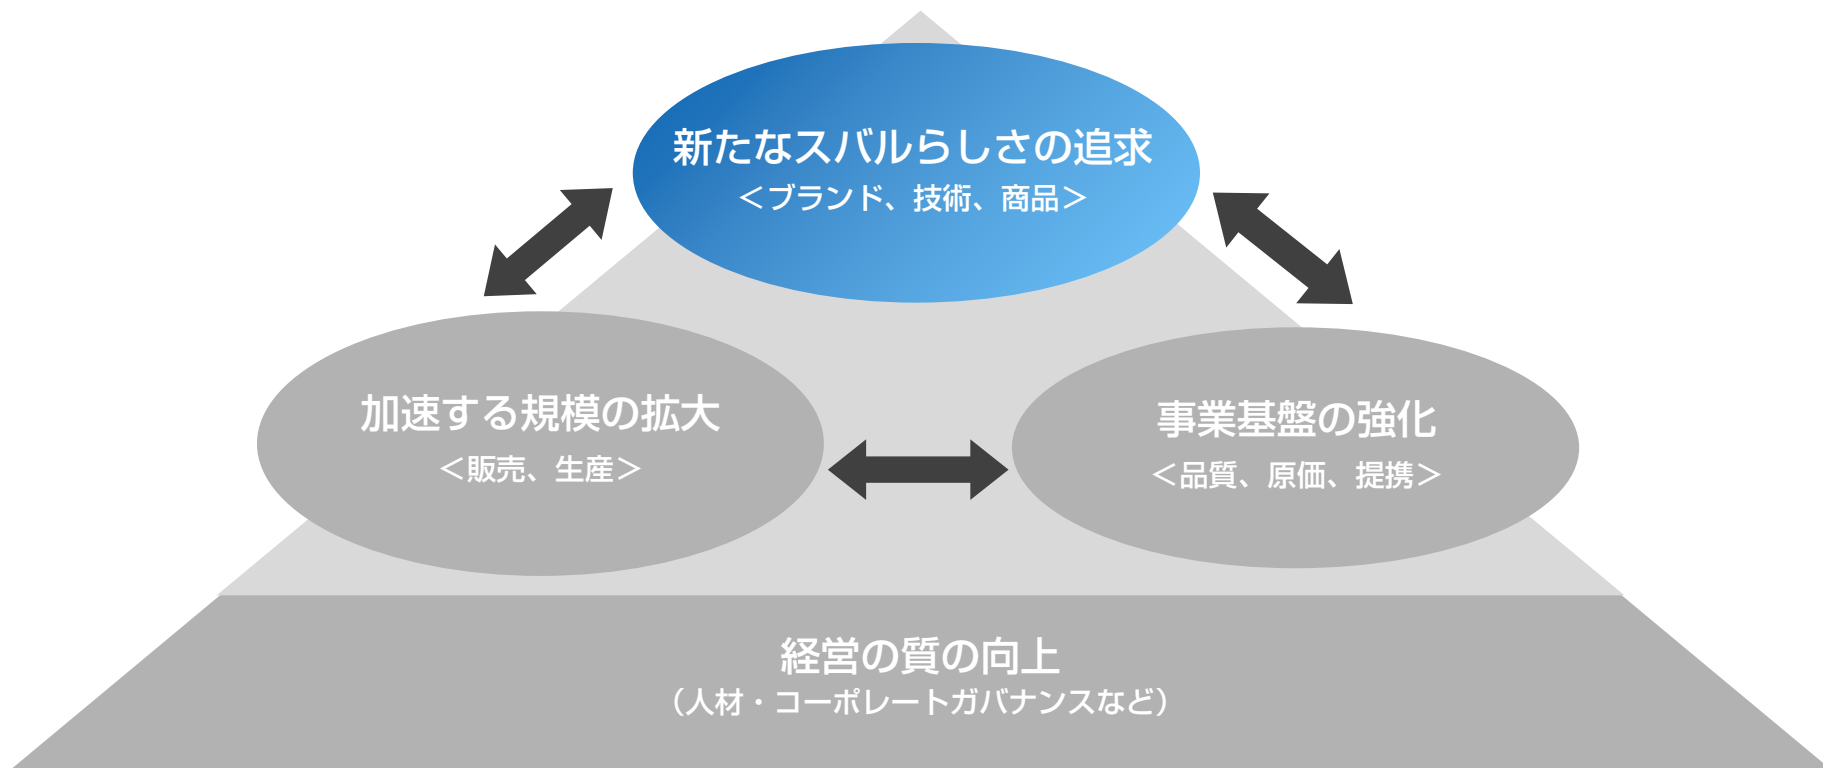 新たなスバルらしさの追求
＜ブランド、技術、商品＞
加速する規模の拡大
＜販売、生産＞
事業基盤の強化
＜品質、原価、提携＞
経営の質の向上
（人材・コーポレートガバナンスなど）